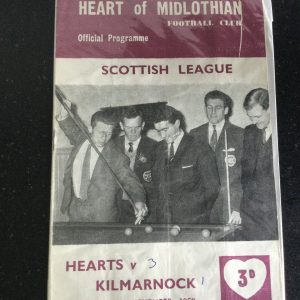 HEART of MIDLOTHIAN
FOOTBALL CLUB
Official Programme
SCOTTISH LEAGUE
HEARTS v 3
KILMARNOCK 1
3D